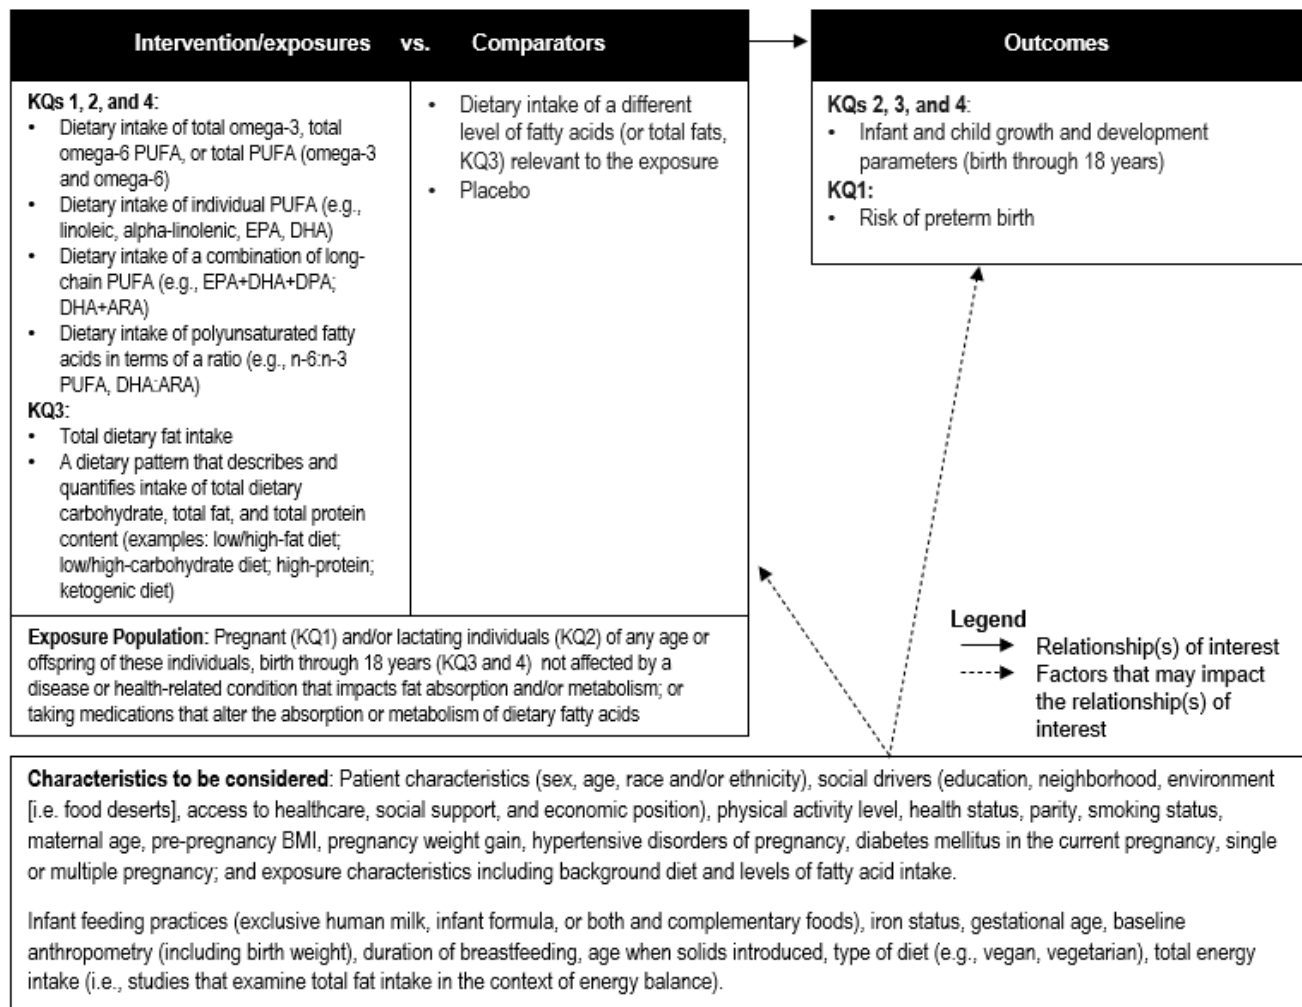 Intervention/exposures vs. Comparators
Outcomes
KQs 1, 2, and 4:
• Dietary intake of total omega-3, total
omega-6 PUFA, or total PUFA (omega-3
and omega-6)
• Dietary intake of individual PUFA (e.g.,
linoleic, alpha-linolenic, EPA, DHA)
• Dietary intake of a combination of long-
chain PUFA (e.g., EPA+DHA+DPA;
DHA+ARA)
• Dietary intake of polyunsaturated fatty
acids in terms of a ratio (e.g., n-6:n-3
PUFA, DHA:ARA)
KQ3:
• Total dietary fat intake
• A dietary pattern that describes and
quantifies intake of total dietary
carbohydrate, total fat, and total protein
content (examples: low/high-fat diet;
low/high-carbohydrate diet; high-protein;
ketogenic diet)
• Dietary intake of a different
level of fatty acids (or total fats,
KQ3) relevant to the exposure
• Placebo
KQs 2, 3, and 4:
• Infant and child growth and development
parameters (birth through 18 years)
KQ1:
• Risk of preterm birth
Exposure Population: Pregnant (KQ1) and/or lactating individuals (KQ2) of any age or
offspring of these individuals, birth through 18 years (KQ3 and 4) not affected by a
disease or health-related condition that impacts fat absorption and/or metabolism; or
taking medications that alter the absorption or metabolism of dietary fatty acids
Legend
Relationship(s) of interest
Factors that may impact
the relationship(s) of
interest
Characteristics to be considered: Patient characteristics (sex, age, race and/or ethnicity), social drivers (education, neighborhood, environment
[i.e. food deserts], access to healthcare, social support, and economic position), physical activity level, health status, parity, smoking status,
maternal age, pre-pregnancy BMI, pregnancy weight gain, hypertensive disorders of pregnancy, diabetes mellitus in the current pregnancy, single
or multiple pregnancy; and exposure characteristics including background diet and levels of fatty acid intake.
Infant feeding practices (exclusive human milk, infant formula, or both and complementary foods), iron status, gestational age, baseline
anthropometry (including birth weight), duration of breastfeeding, age when solids introduced, type of diet (e.g., vegan, vegetarian), total energy
intake (i.e., studies that examine total fat intake in the context of energy balance).